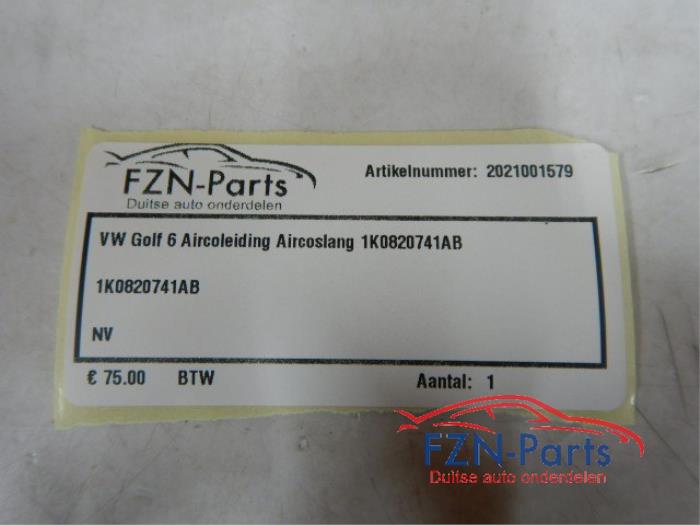 FZN-Parts
Duitse auto onderdelen
Artikelnummer: 2021001579
VW Golf 6 Aircoleiding Aircoslang 1K0820741AB
1K0820741AB
NV
€ 75.00 BTW Aantal: 1
FZN-Parts
Duitse auto onderdelen